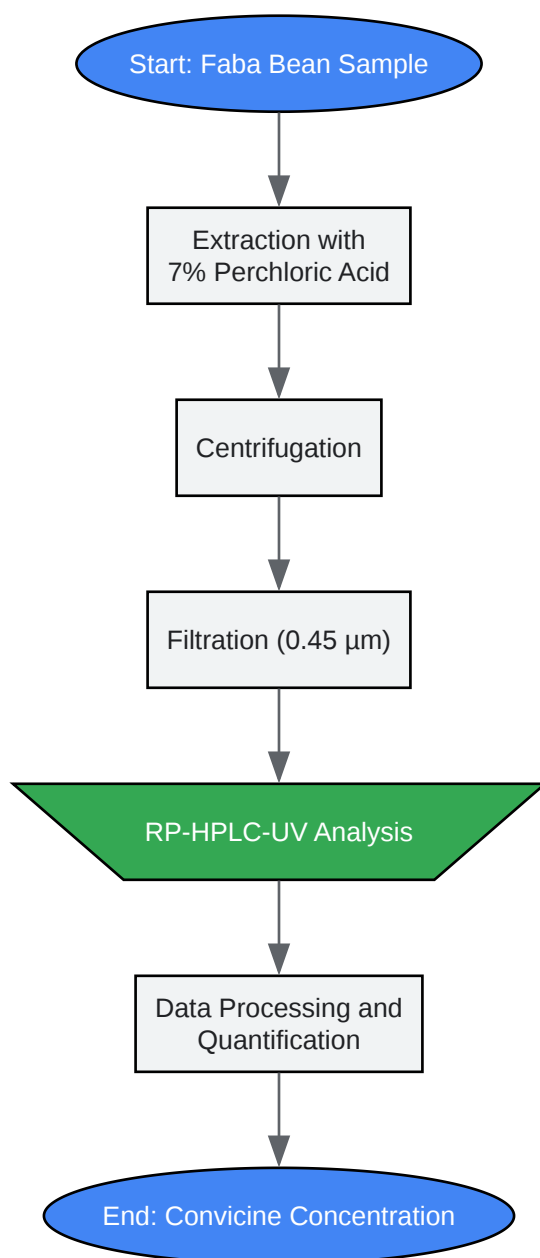 Start: Faba Bean Sample
Extraction with
7% Perchloric Acid
Centrifugation
Filtration (0.45 µm)
RP-HPLC-UV Analysis
Data Processing and
Quantification
End: Convicine Concentration